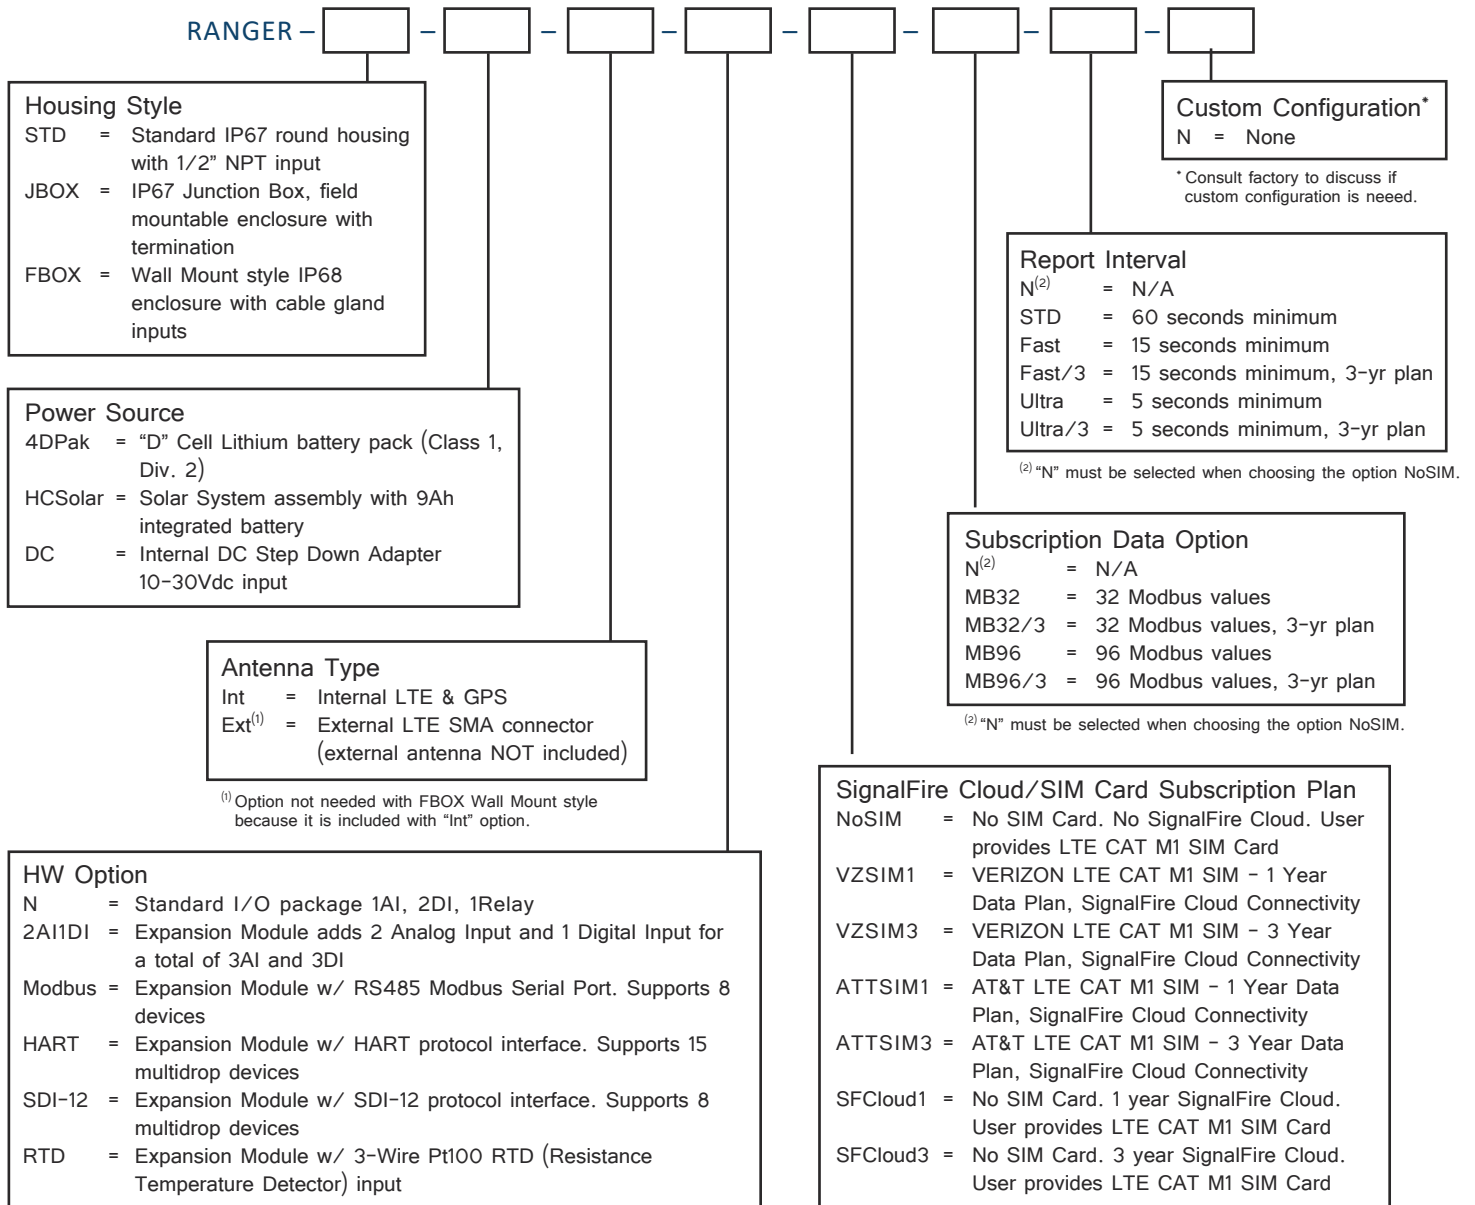 RANGER – – – – – – – –
Housing Style
STD = Standard IP67 round housing
with 1/2” NPT input
JBOX = IP67 Junction Box, field
mountable enclosure with
termination
FBOX = Wall Mount style IP68
enclosure with cable gland
inputs
Power Source
4DPak = “D” Cell Lithium battery pack (Class 1,
Div. 2)
HCSolar = Solar System assembly with 9Ah
integrated battery
DC = Internal DC Step Down Adapter
10-30Vdc input
Antenna Type
Int = Internal LTE & GPS
Ext(1) = External LTE SMA connector
(external antenna NOT included)
(1) Option not needed with FBOX Wall Mount style
because it is included with “Int” option.
HW Option
N = Standard I/O package 1AI, 2DI, 1Relay
2AI1DI = Expansion Module adds 2 Analog Input and 1 Digital Input for
a total of 3AI and 3DI
Modbus = Expansion Module w/ RS485 Modbus Serial Port. Supports 8
devices
HART = Expansion Module w/ HART protocol interface. Supports 15
multidrop devices
SDI-12 = Expansion Module w/ SDI-12 protocol interface. Supports 8
multidrop devices
RTD = Expansion Module w/ 3-Wire Pt100 RTD (Resistance
Temperature Detector) input
Custom Configuration*
N = None
* Consult factory to discuss if
custom configuration is neeed.
Report Interval
N(2) = N/A
STD = 60 seconds minimum
Fast = 15 seconds minimum
Fast/3 = 15 seconds minimum, 3-yr plan
Ultra = 5 seconds minimum
Ultra/3 = 5 seconds minimum, 3-yr plan
(2) “N” must be selected when choosing the option NoSIM.
Subscription Data Option
N(2) = N/A
MB32 = 32 Modbus values
MB32/3 = 32 Modbus values, 3-yr plan
MB96 = 96 Modbus values
MB96/3 = 96 Modbus values, 3-yr plan
(2) “N” must be selected when choosing the option NoSIM.
SignalFire Cloud/SIM Card Subscription Plan
NoSIM = No SIM Card. No SignalFire Cloud. User
provides LTE CAT M1 SIM Card
VZSIM1 = VERIZON LTE CAT M1 SIM - 1 Year
Data Plan, SignalFire Cloud Connectivity
VZSIM3 = VERIZON LTE CAT M1 SIM - 3 Year
Data Plan, SignalFire Cloud Connectivity
ATTSIM1 = AT&T LTE CAT M1 SIM - 1 Year Data
Plan, SignalFire Cloud Connectivity
ATTSIM3 = AT&T LTE CAT M1 SIM - 3 Year Data
Plan, SignalFire Cloud Connectivity
SFCloud1 = No SIM Card. 1 year SignalFire Cloud.
User provides LTE CAT M1 SIM Card
SFCloud3 = No SIM Card. 3 year SignalFire Cloud.
User provides LTE CAT M1 SIM Card